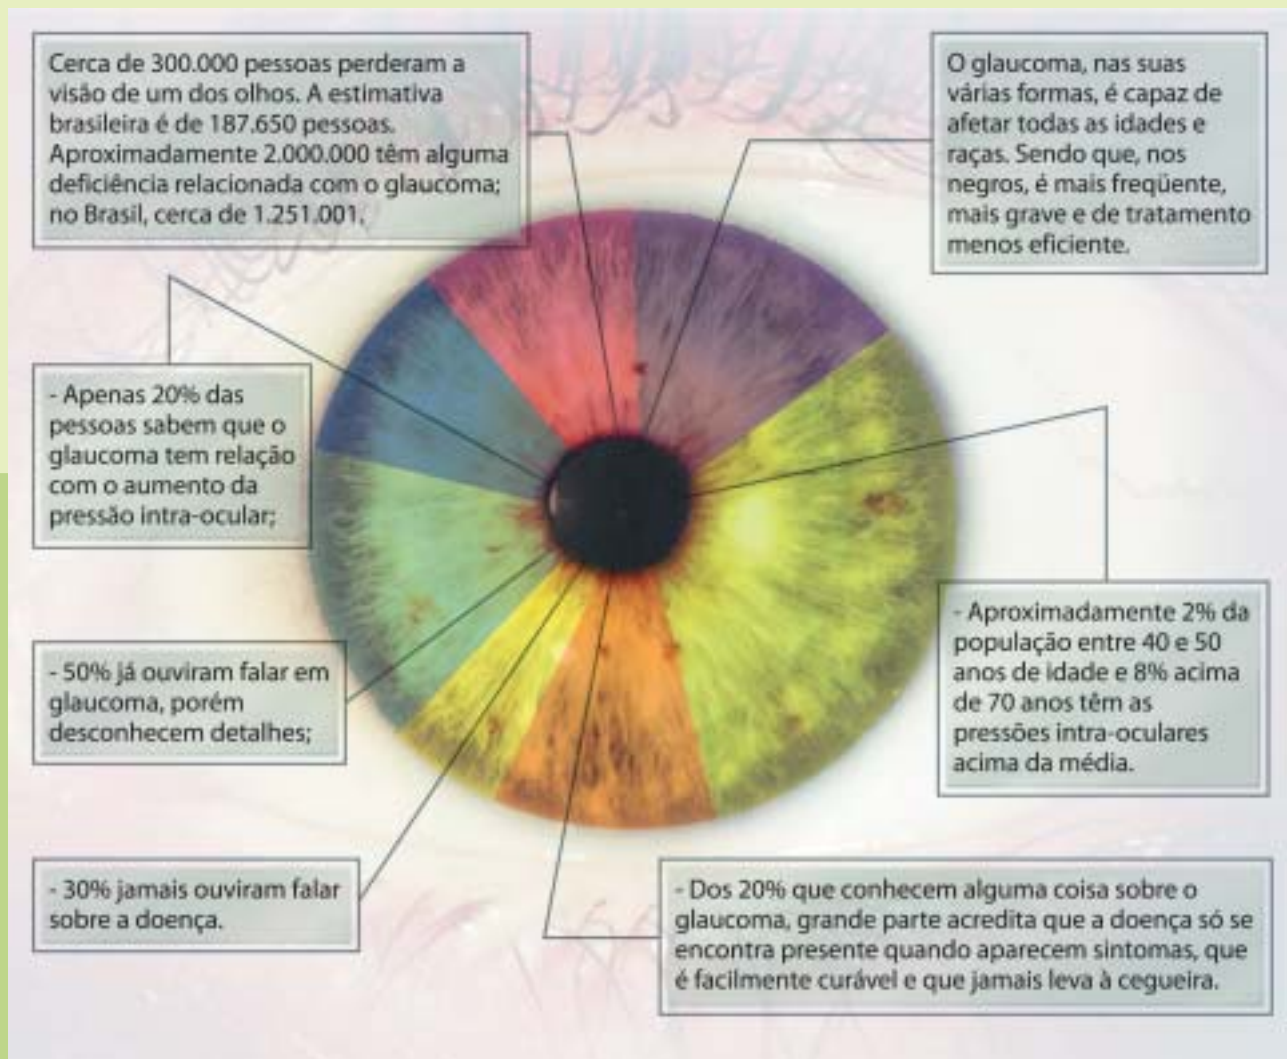 Cerca de 300.000 pessoas perderam a
visão de um dos olhos. A estimativa
brasileira é de 187.650 pessoas.
Aproximadamente 2.000.000 têm alguma
deficiência relacionada com o glaucoma;
no Brasil, cerca de 1.251.001.
O glaucoma, nas suas
várias formas, é capaz de
afetar todas as idades e
raças. Sendo que, nos
negros, é mais freqüente,
mais grave e de tratamento
menos eficiente.
- Apenas 20% das
pessoas sabem que o
glaucoma tem relação
com o aumento da
pressão intra-ocular;
- Aproximadamente 2% da
população entre 40 e 50
anos de idade e 8% acima
de 70 anos têm as
pressões intra-oculares
acima da média.
- 50% já ouviram falar em
glaucoma, porém
desconhecem detalhes;
- 30% jamais ouviram falar
sobre a doença.
- Dos 20% que conhecem alguma coisa sobre o
glaucoma, grande parte acredita que a doença só se
encontra presente quando aparecem sintomas, que
é facilmente curável e que jamais leva à cegueira.